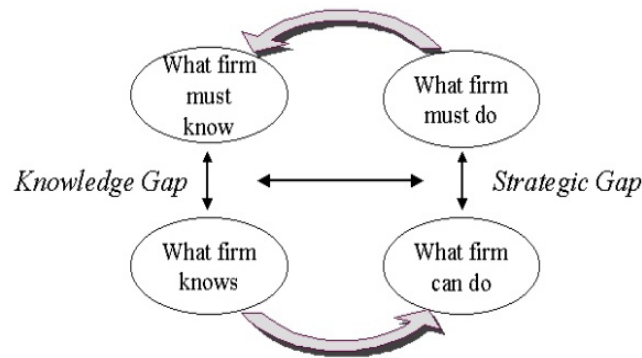 What firm
must
know
What firm
must do
Knowledge Gap
Strategic Gap
What firm
knows
What firm
can do